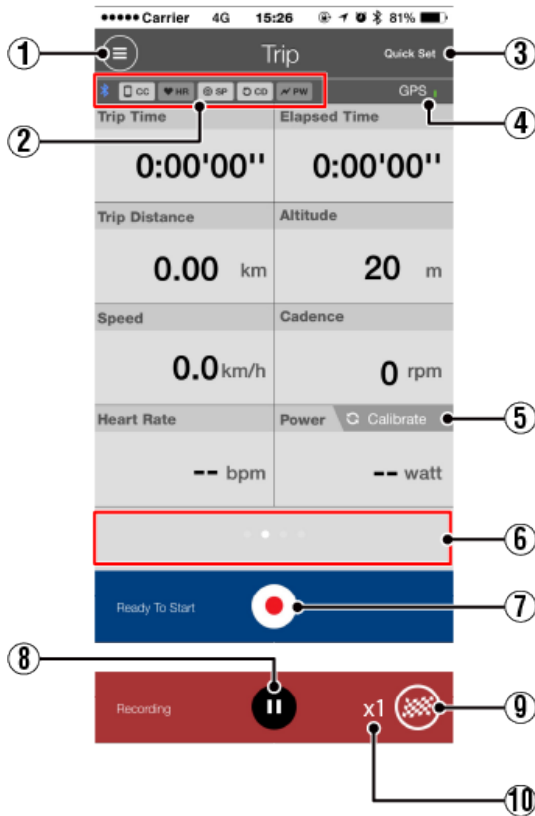 Carrier 4G 15:26 81%
① Trip Quick Set ③
CC HR SP CD PW GPS
② ④
Trip Time Elapsed Time
0:00'00'' 0:00'00''
Trip Distance Altitude
0.00 km 20 m
Speed Cadence
0.0 km/h 0 rpm
Heart Rate Power Calibrate ⑤
-- bpm -- watt
⑥
Ready To Start ⑦
⑧
Recording x1 ⑨
⑩